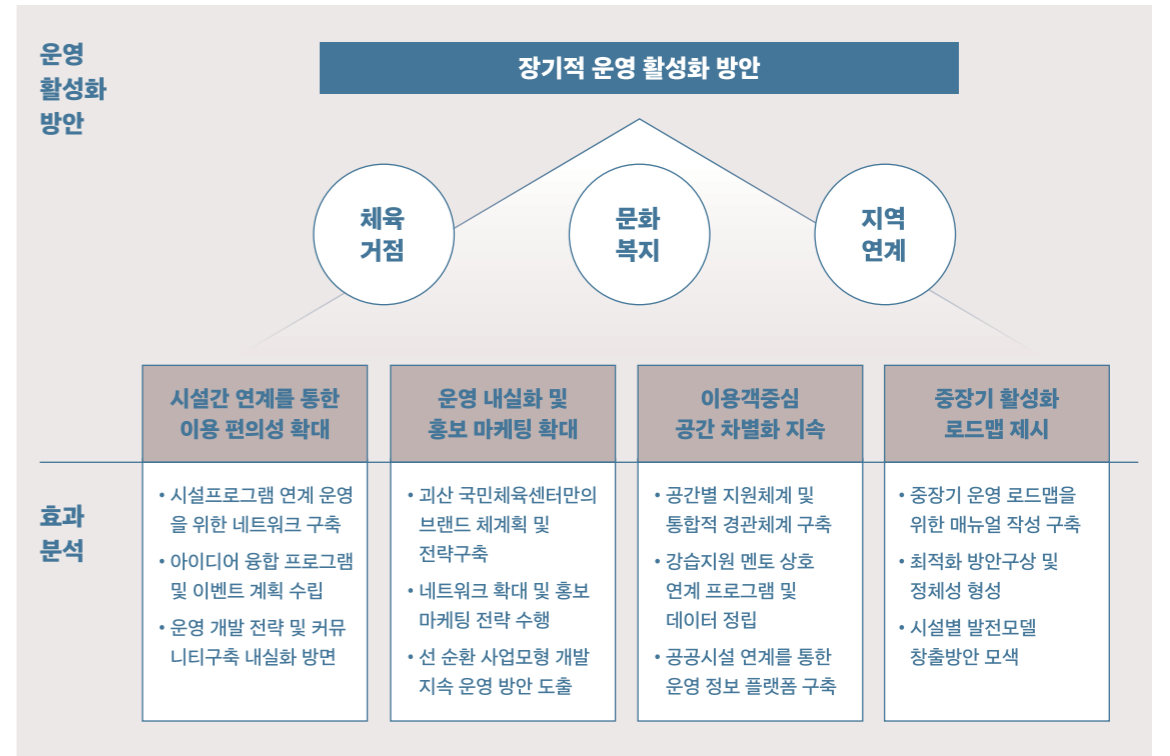 운영
활성화
방안
장기적 운영 활성화 방안
체육
거점
문화
복지
지역
연계
시설간 연계를 통한
이용 편의성 확대
운영 내실화 및
홍보 마케팅 확대
이용객중심
공간 차별화 지속
중장기 활성화
로드맵 제시
효과
분석
• 시설프로그램 연계 운영
을 위한 네트워크 구축
• 아이디어 융합 프로그램
및 이벤트 계획 수립
• 운영 개발 전략 및 커뮤
니티구축 내실화 방면
• 괴산 국민체육센터만의
브랜드 체계획 및
전략구축
• 네트워크 확대 및 홍보
마케팅 전략 수행
• 선 순환 사업모형 개발
지속 운영 방안 도출
• 공간별 지원체계 및
통합적 경관체계 구축
• 강습지원 멘토 상호
연계 프로그램 및
데이터 정립
• 공공시설 연계를 통한
운영 정보 플랫폼 구축
• 중장기 운영 로드맵을
위한 매뉴얼 작성 구축
• 최적화 방안구상 및
정체성 형성
• 시설별 발전모델
창출방안 모색